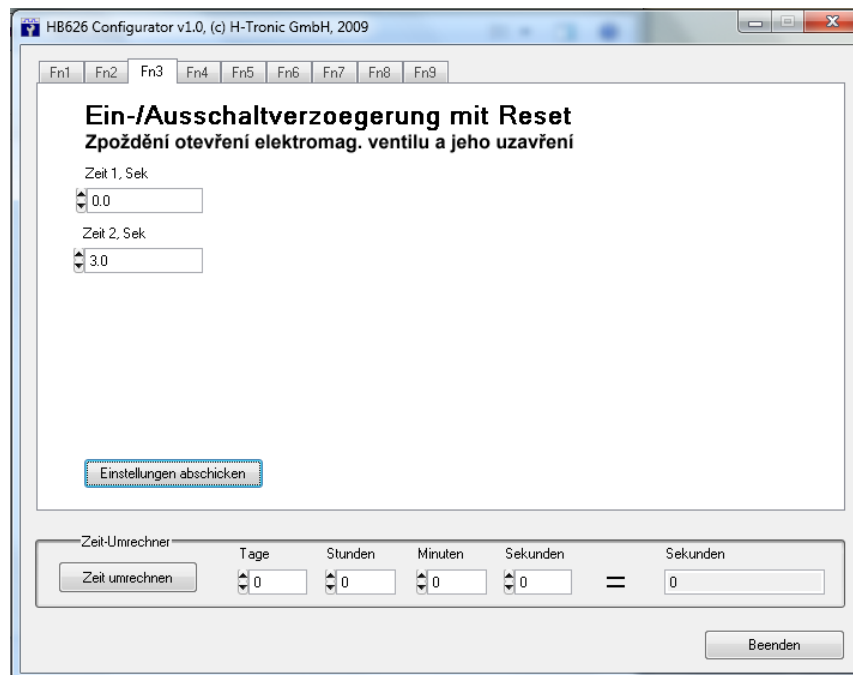 HB626 Configurator v1.0, (c) H-Tronic GmbH, 2009
Fn1 Fn2 Fn3 Fn4 Fn5 Fn6 Fn7 Fn8 Fn9
Ein-/Ausschaltverzoegerung mit Reset
Zpoždění otevření elektromag. ventilu a jeho uzavření
Zeit 1, Sek
0.0
Zeit 2, Sek
3.0
Einstellungen abschicken
Zeit-Umrechner
Tage Stunden Minuten Sekunden Sekunden
Zeit umrechnen 0 0 0 0 = 0
Beenden